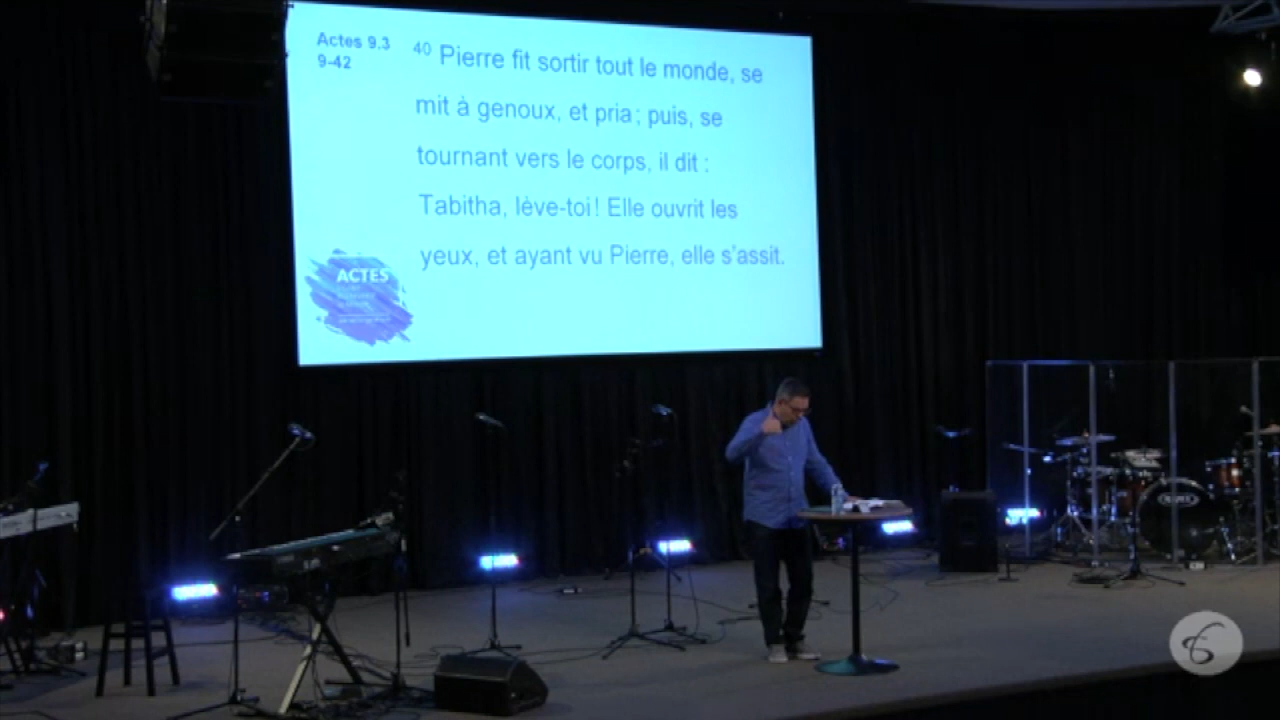 Actes 9.3
9-42
40 Pierre fit sortir tout le monde, se
mit à genoux, et pria ; puis, se
tournant vers le corps, il dit :
Tabitha, lève-toi ! Elle ouvrit les
yeux, et ayant vu Pierre, elle s'assit.
ACTES